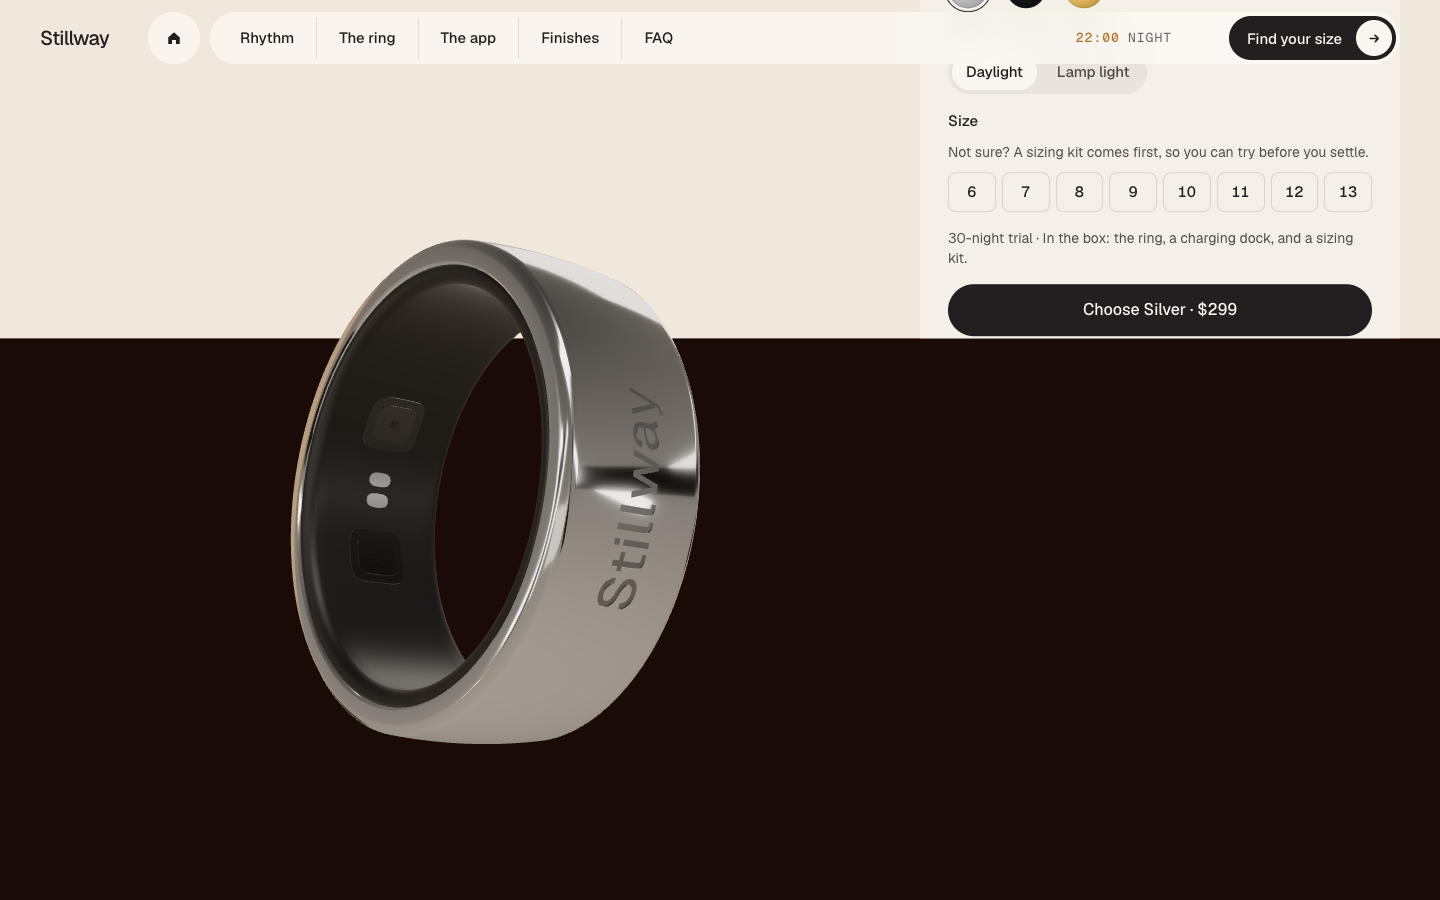 Stillway
Rhythm
The ring
The app
Finishes
FAQ
22:00 NIGHT
Find your size
Daylight
Lamp light
Size
Not sure? A sizing kit comes first, so you can try before you settle.
6
7
8
9
10
11
12
13
30-night trial · In the box: the ring, a charging dock, and a sizing
kit.
Choose Silver · $299
Stillway